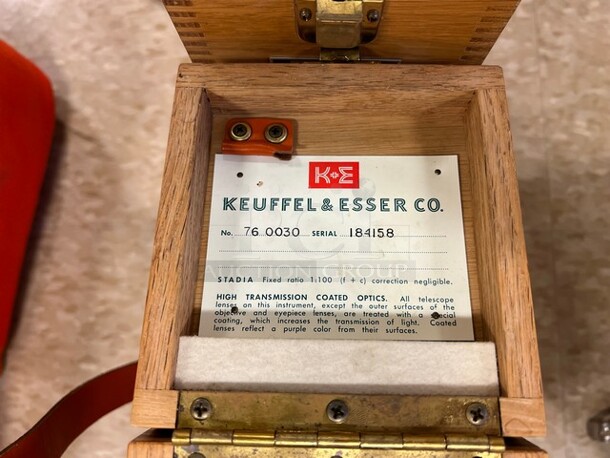 K+E
KEUFFEL & ESSER CO.
No. 76 0030 SERIAL 184158
STADIA Fixed ratio 1:100 (f + c) correction negligible.
HIGH TRANSMISSION COATED OPTICS. All telescope
lenses on this instrument, except the outer surfaces of the
objective and eyepiece lenses, are treated with a special
coating, which increases the transmission of light. Coated
lenses reflect a purple color from their surfaces.
AUCTION GROUP